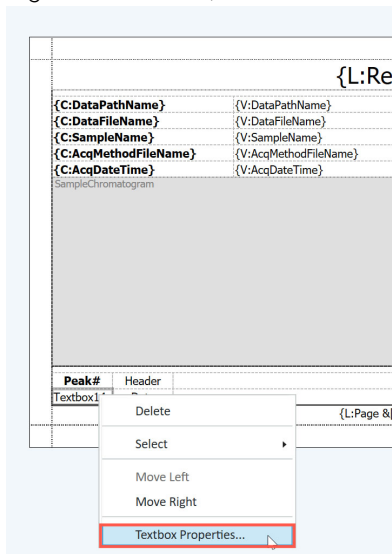 {L:Re
{C:DataPathName} {V:DataPathName}
{C:DataFileName} {V:DataFileName}
{C:SampleName} {V:SampleName}
{C:AcqMethodFileName} {V:AcqMethodFileName}
{C:AcqDateTime} {V:AcqDateTime}
SampleChromatogram
Peak# Header
Textbox14
{L:Page &
Delete
Select
Move Left
Move Right
Textbox Properties...